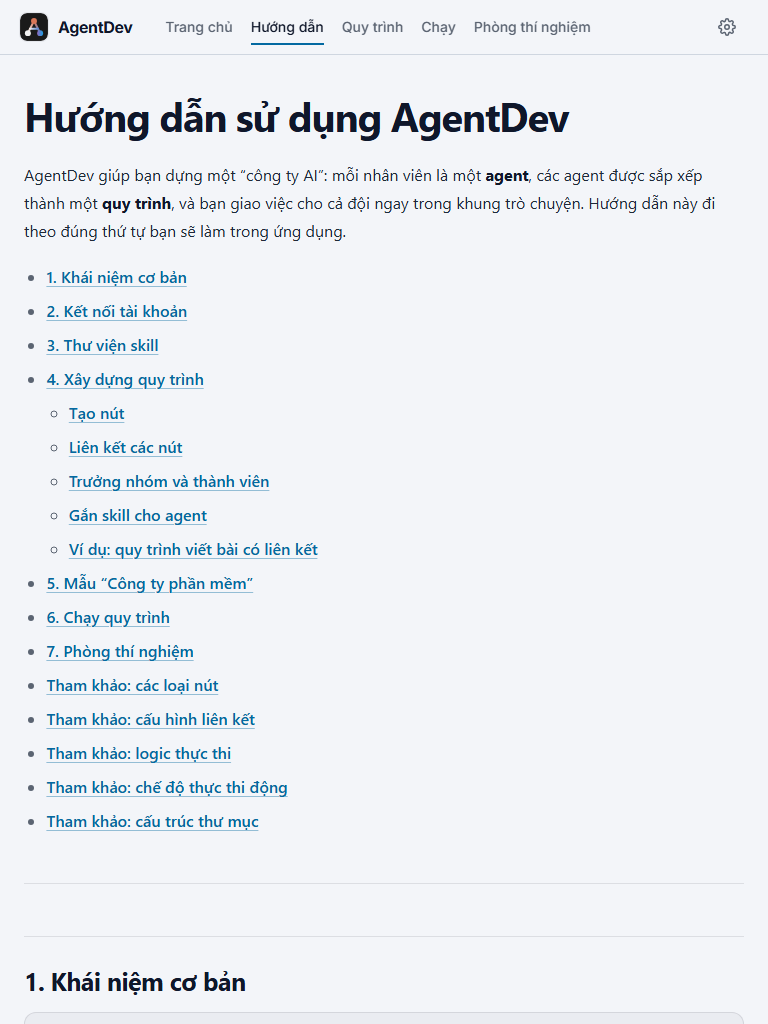 AgentDev
Trang chủ
Hướng dẫn
Quy trình
Chạy
Phòng thí nghiệm
Hướng dẫn sử dụng AgentDev
AgentDev giúp bạn dựng một “công ty AI”: mỗi nhân viên là một agent, các agent được sắp xếp
thành một quy trình, và bạn giao việc cho cả đội ngay trong khung trò chuyện. Hướng dẫn này đi
theo đúng thứ tự bạn sẽ làm trong ứng dụng.
1. Khái niệm cơ bản
2. Kết nối tài khoản
3. Thư viện skill
4. Xây dựng quy trình
Tạo nút
Liên kết các nút
Trưởng nhóm và thành viên
Gắn skill cho agent
Ví dụ: quy trình viết bài có liên kết
5. Mẫu “Công ty phần mềm”
6. Chạy quy trình
7. Phòng thí nghiệm
Tham khảo: các loại nút
Tham khảo: cấu hình liên kết
Tham khảo: logic thực thi
Tham khảo: chế độ thực thi động
Tham khảo: cấu trúc thư mục
1. Khái niệm cơ bản